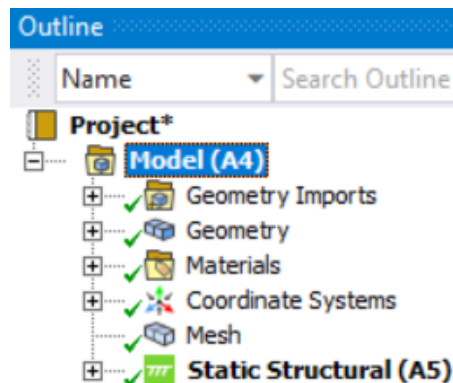 Outline
Name Search Outline
Project*
Model (A4)
Geometry Imports
Geometry
Materials
Coordinate Systems
Mesh
Static Structural (A5)